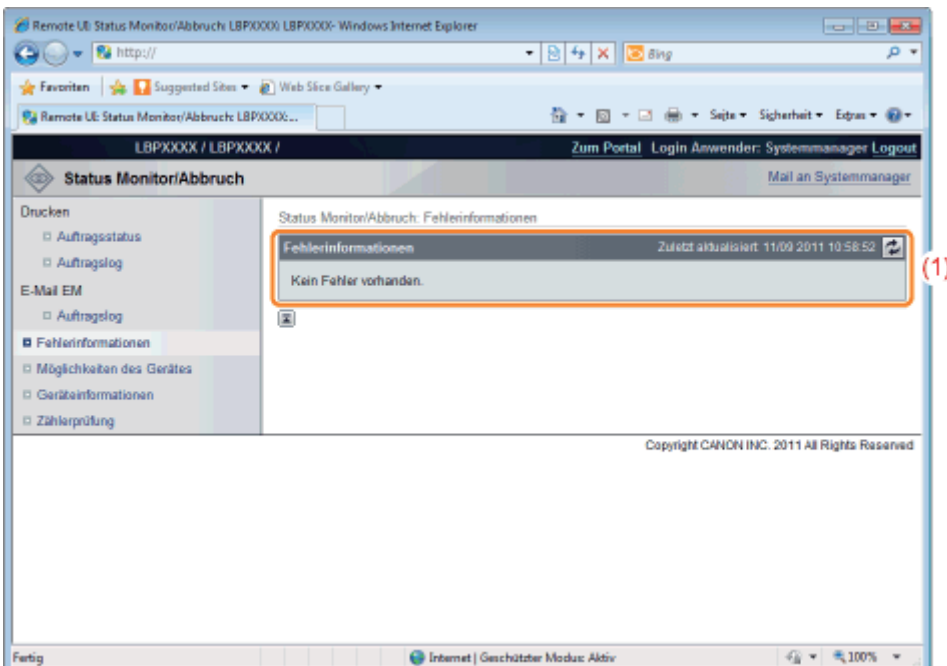 Remote UI: Status Monitor/Abbruch: LBPXXXX: LBPXXXX- Windows Internet Explorer
http://
Bing
Favoriten Suggested Sites Web Slice Gallery
Remote UI: Status Monitor/Abbruch: LBPXXXX:... Seite Sicherheit Extras
LBPXXXX / LBPXXXX / Zum Portal Login Anwender: Systemmanager Logout
Status Monitor/Abbruch Mail an Systemmanager
Drucken
Auftragsstatus
Auftragslog
E-Mail EM
Auftragslog
Fehlerinformationen
Möglichkeiten des Gerätes
Geräteinformationen
Zählerprüfung
Status Monitor/Abbruch: Fehlerinformationen
Fehlerinformationen Zuletzt aktualisiert: 11/09 2011 10:58:52
Kein Fehler vorhanden.
(1)
Copyright CANON INC. 2011 All Rights Reserved
Fertig Internet | Geschützter Modus: Aktiv 100%